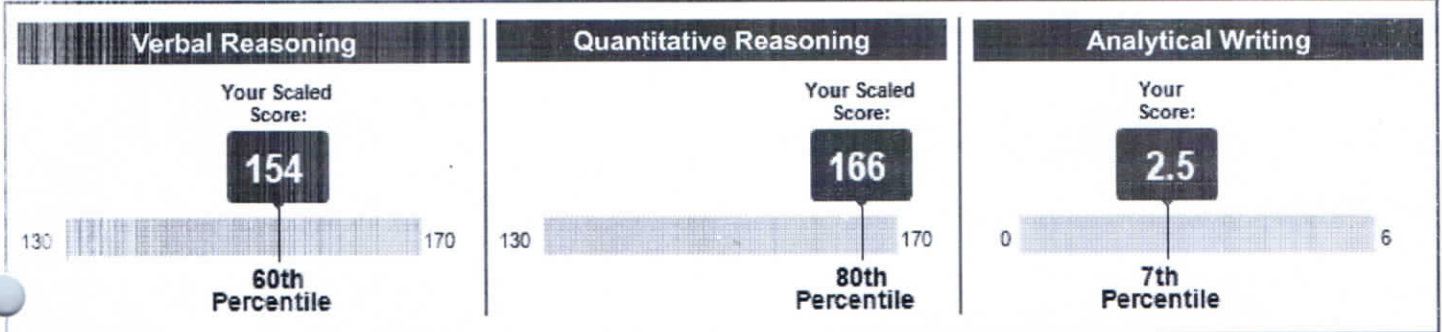 Verbal Reasoning
Your Scaled
Score:
154
130
170
60th
Percentile
Quantitative Reasoning
Your Scaled
Score:
166
130
170
80th
Percentile
Analytical Writing
Your
Score:
2.5
0
6
7th
Percentile